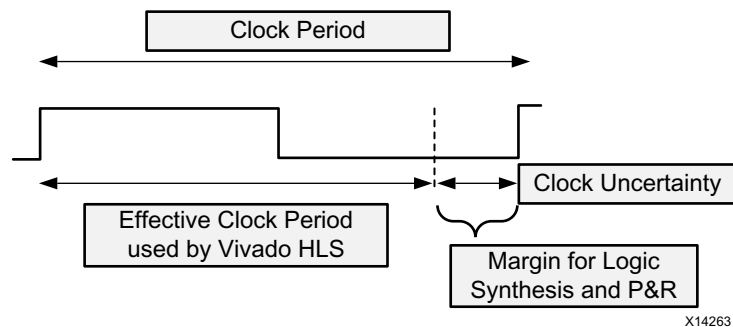 Clock Period
Clock Uncertainty
Effective Clock Period
used by Vivado HLS
Margin for Logic
Synthesis and P&R
X14263